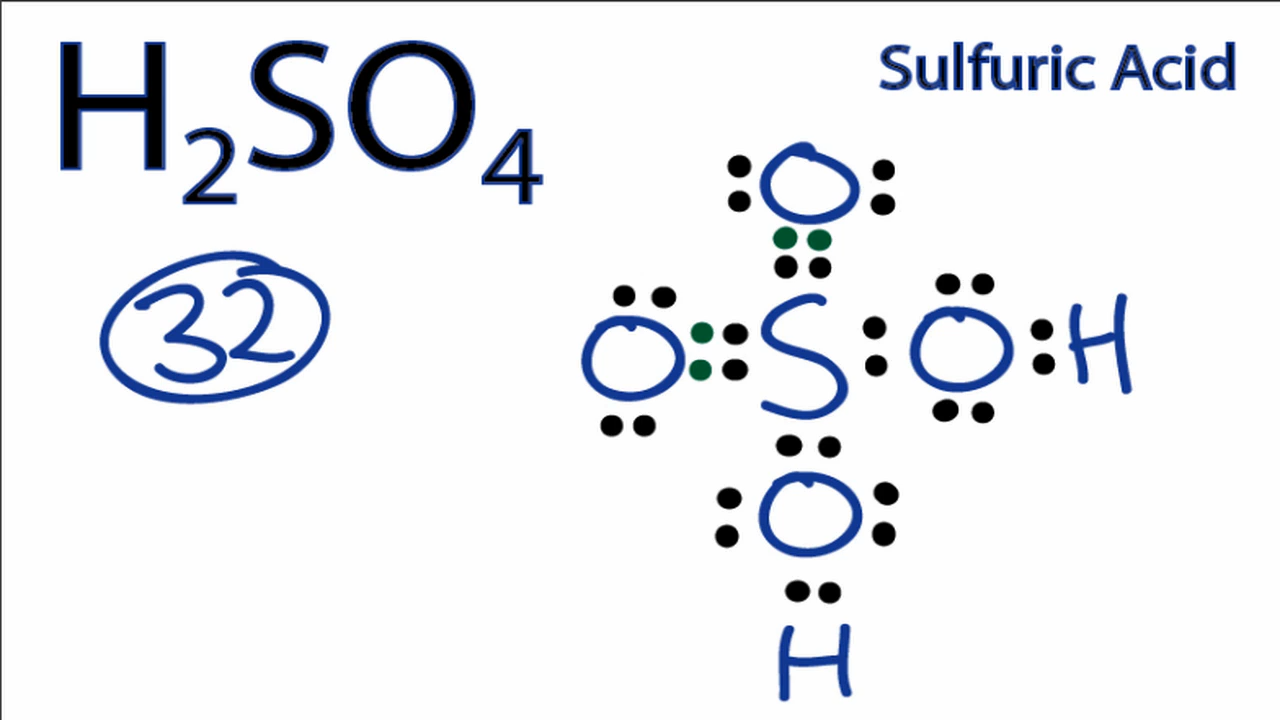 H₂SO₄
Sulfuric Acid
32
O
O S O H
O
H